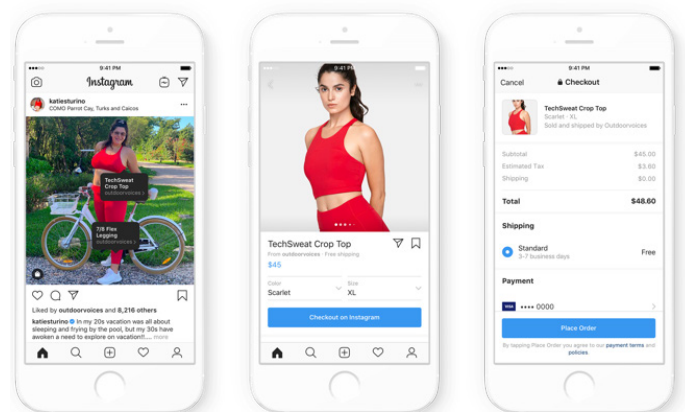 9:41 PM
Instagram
katiesturino
COMO Parrot Cay, Turks and Caicos
TechSweat
Crop Top
outdoorvoices >
7/8 Flex
Legging
outdoorvoices >
Liked by outdoorvoices and 8,216 others
katiesturino In my 20s vacation was all about
sleeping and frying by the pool, but my 30s have
awoken a need to explore on vacation!!.... more
9:41 PM
TechSweat Crop Top
From outdoorvoices · Free shipping
$45
Color
Scarlet
Size
XL
Checkout on Instagram
9:41 PM
Cancel
Checkout
TechSweat Crop Top
Scarlet · XL
Sold and shipped by Outdoorvoices
Subtotal $45.00
Estimated Tax $3.60
Shipping $0.00
Total $48.60
Shipping
Standard
3–7 business days
Free
Payment
VISA •••• 0000
Place Order
By tapping Place Order you agree to our payment terms and
policies